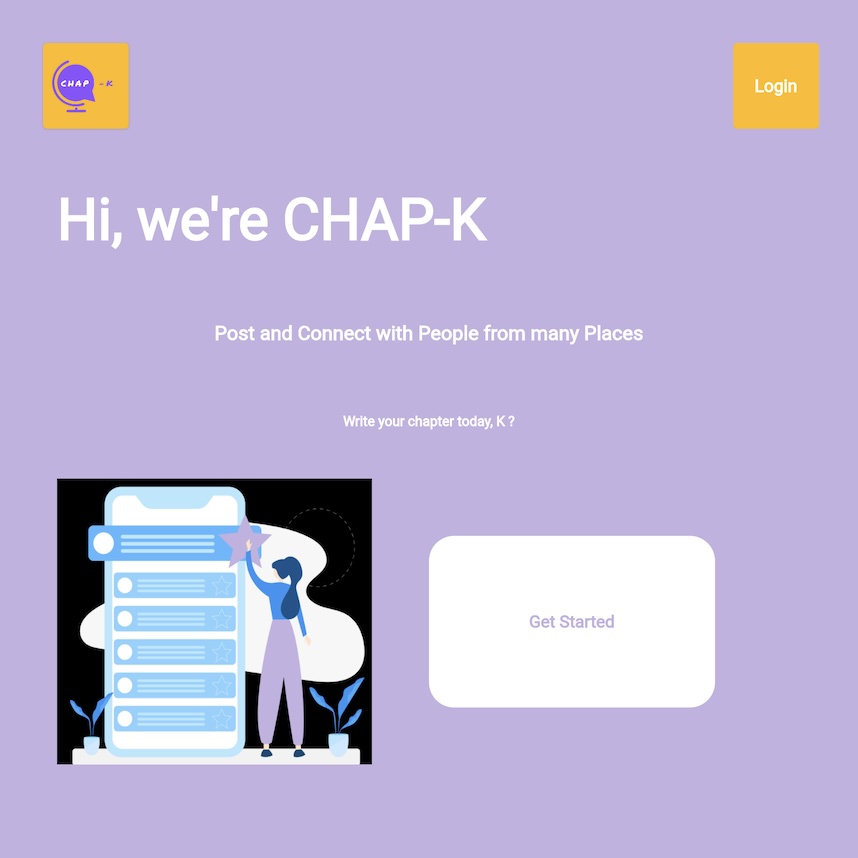 CHAP -K
Login
Hi, we're CHAP-K
Post and Connect with People from many Places
Write your chapter today, K ?
Get Started